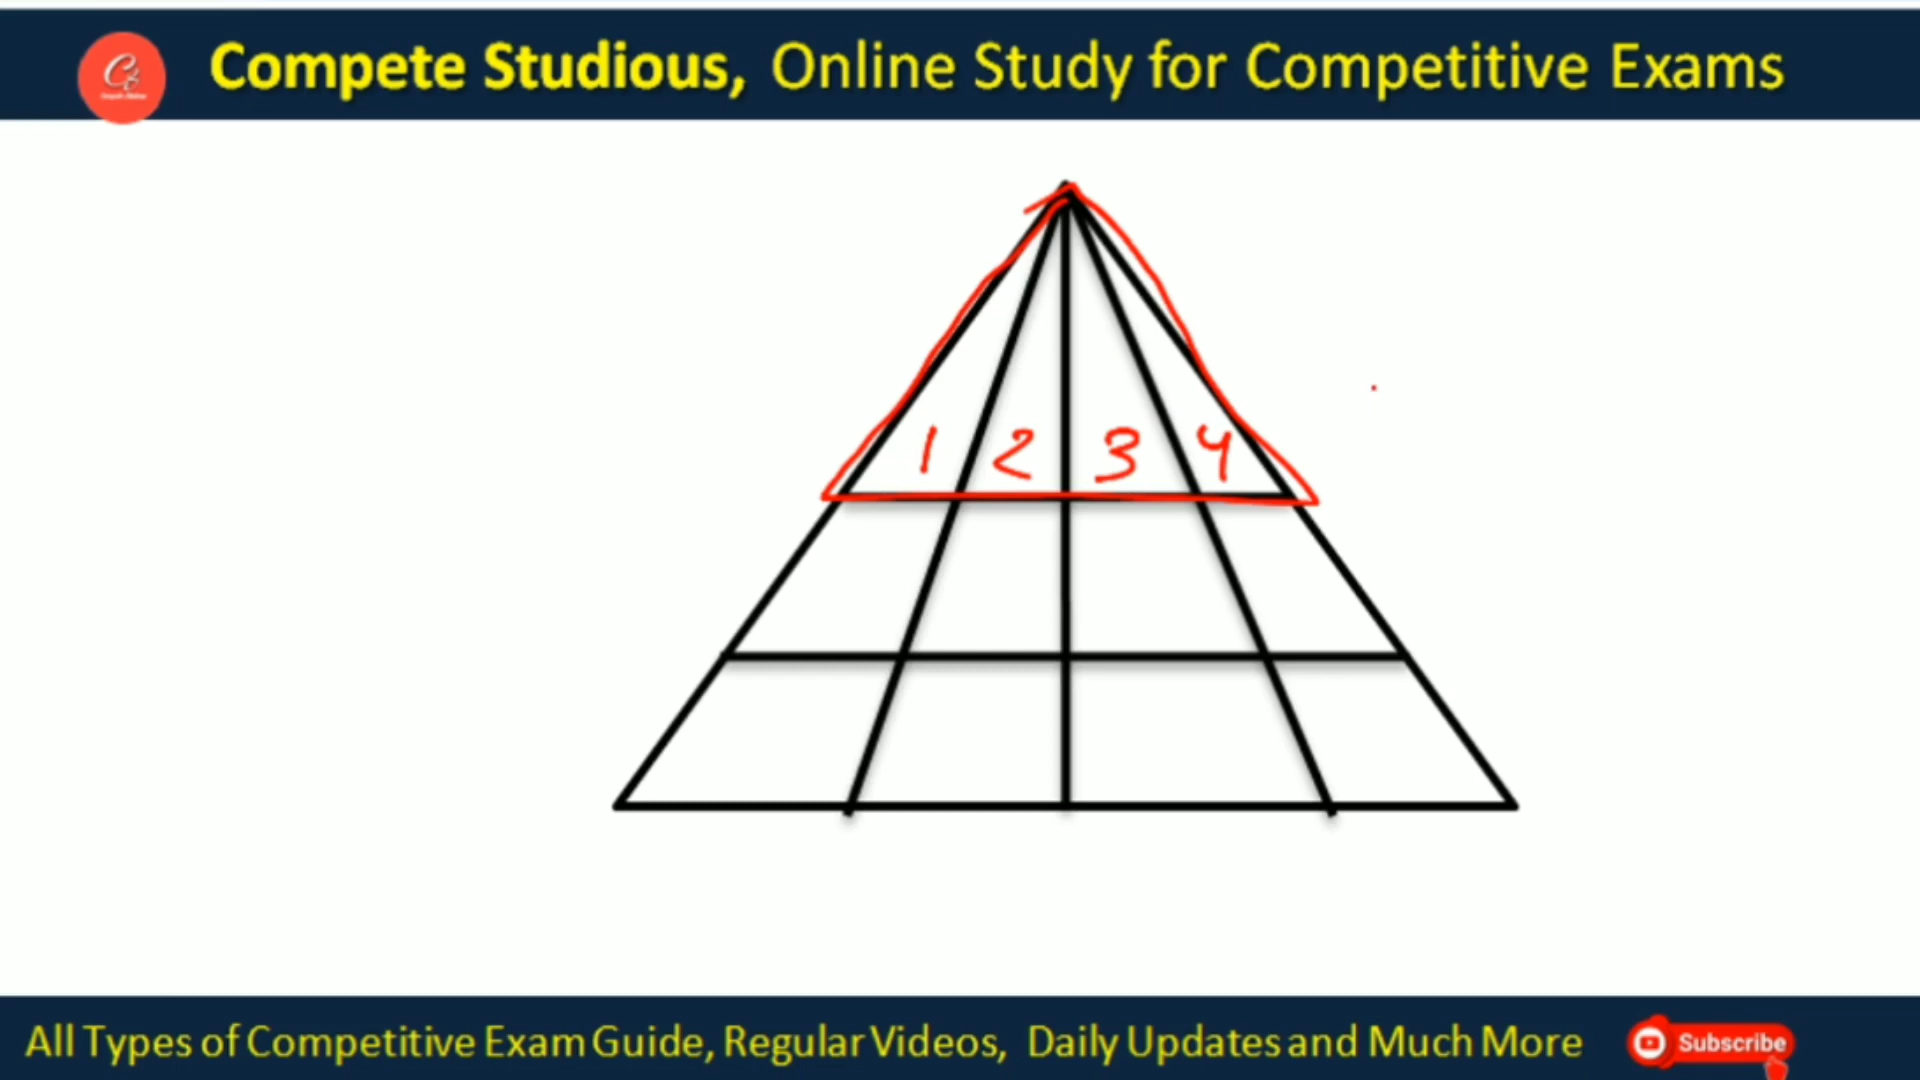 Compete Studious, Online Study for Competitive Exams
1 2 3 4
All Types of Competitive Exam Guide, Regular Videos, Daily Updates and Much More
Subscribe